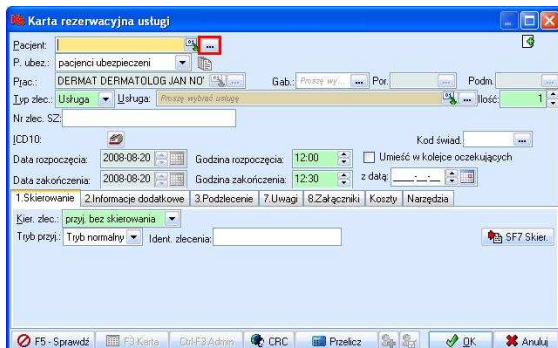 Karta rezerwacyjna usługi
Pacjent: ...
P. ubez.: pacjenci ubezpieczeni
Prac.: DERMAT DERMATOLOG JAN NO' ... Gab.: Proszę wy... ... Por. ... Podm. ...
Typ zlec.: Usługa Usługa: Proszę wybrać usługę ... Ilość: 1
Nr zlec. SZ:
ICD10: Kod świad. ...
Data rozpoczęcia: 2008-08-20 Godzina rozpoczęcia: 12:00 Umieść w kolejce oczekujących
Data zakończenia: 2008-08-20 Godzina zakończenia: 12:30 z datą: __-__-__
1.Skierowanie 2.Informacje dodatkowe 3.Podzlecenie 7.Uwagi 8.Załączniki Koszty Narzędzia
Kier. zlec.: przyj. bez skierowania
Tryb przyj.: Tryb normalny Ident. zlecenia: SF7 Skier.
F5 - Sprawdź F3 Karta Ctrl-F3 Admin CRC Przelicz OK Anuluj